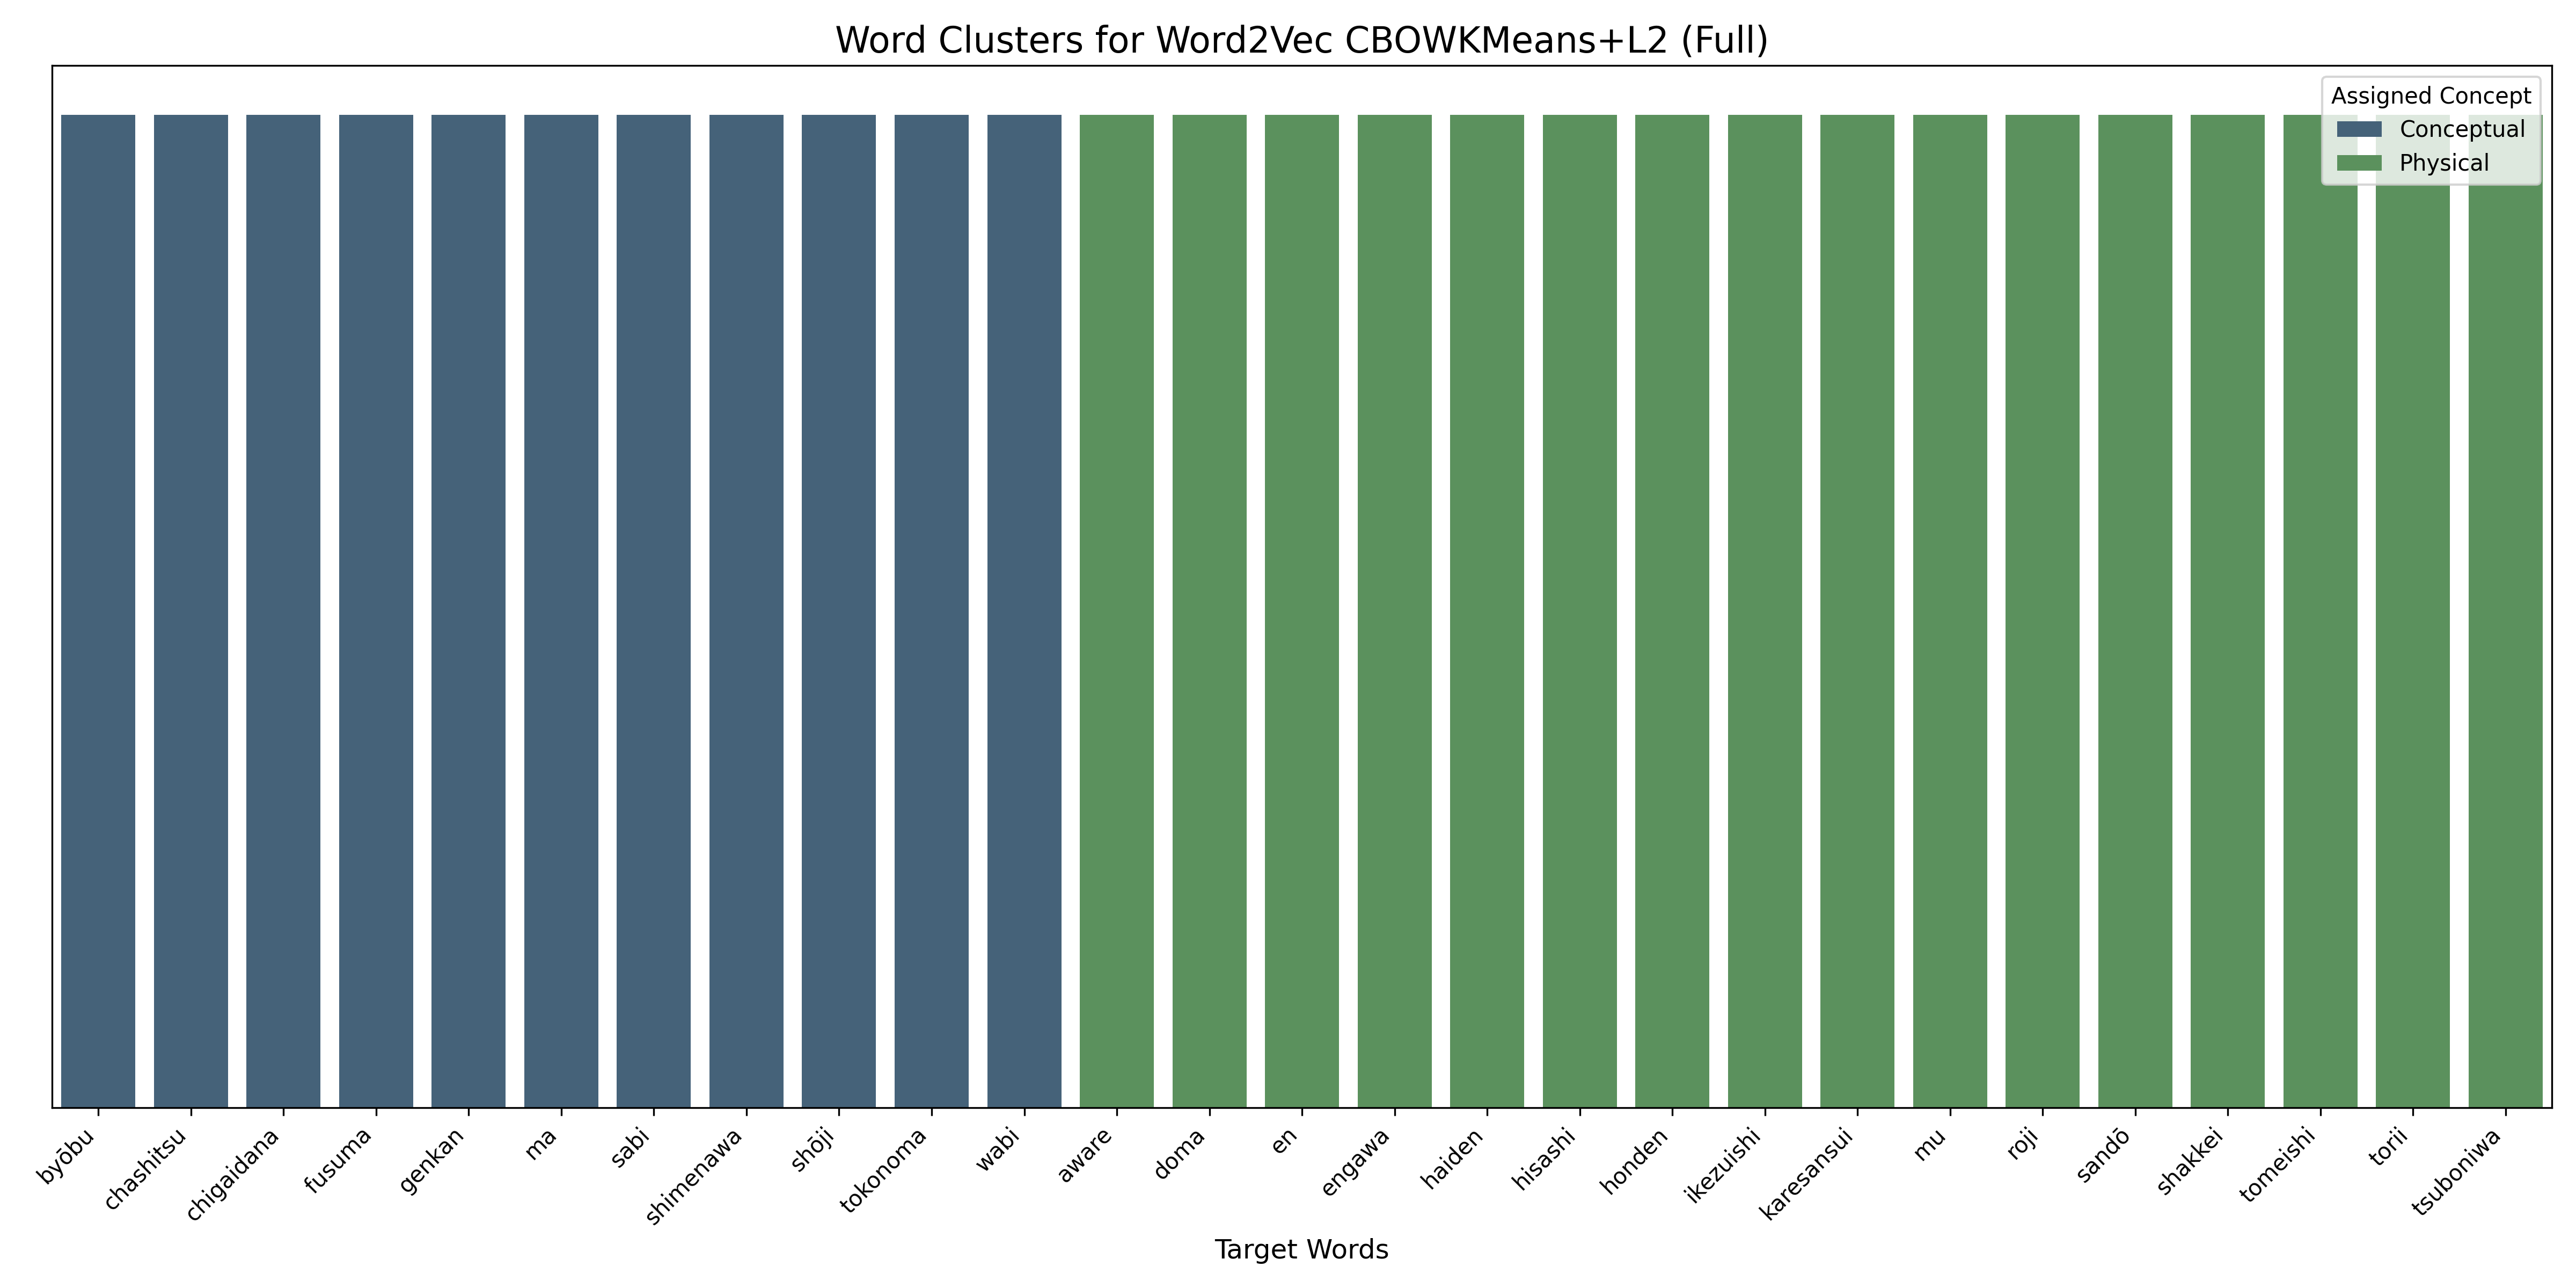 Word Clusters for Word2Vec CBOWKMeans+L2 (Full)
Assigned Concept
Conceptual
Physical
byōbu
chashitsu
chigaidana
fusuma
genkan
ma
sabi
shimenawa
shōji
tokonoma
wabi
aware
doma
en
engawa
haiden
hisashi
honden
ikezuishi
karesansui
mu
roji
sandō
shakkei
tomeishi
torii
tsuboniwa
Target Words